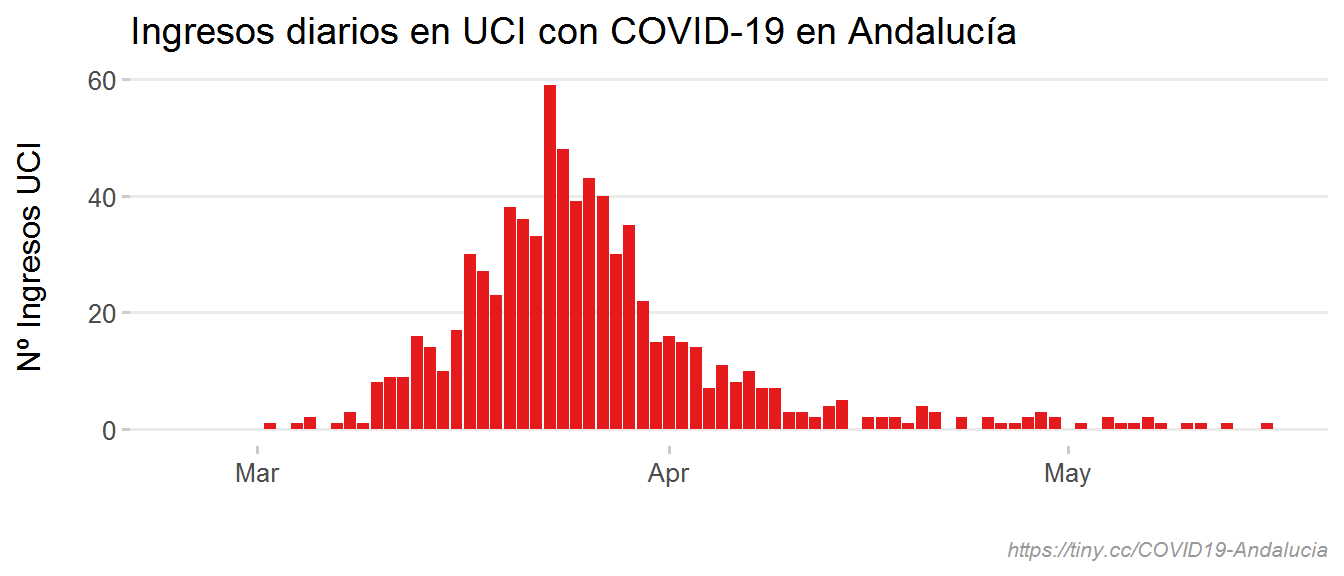 Ingresos diarios en UCI con COVID-19 en Andalucía
Nº Ingresos UCI
60
40
20
0
Mar
Apr
May
https://tiny.cc/COVID19-Andalucia